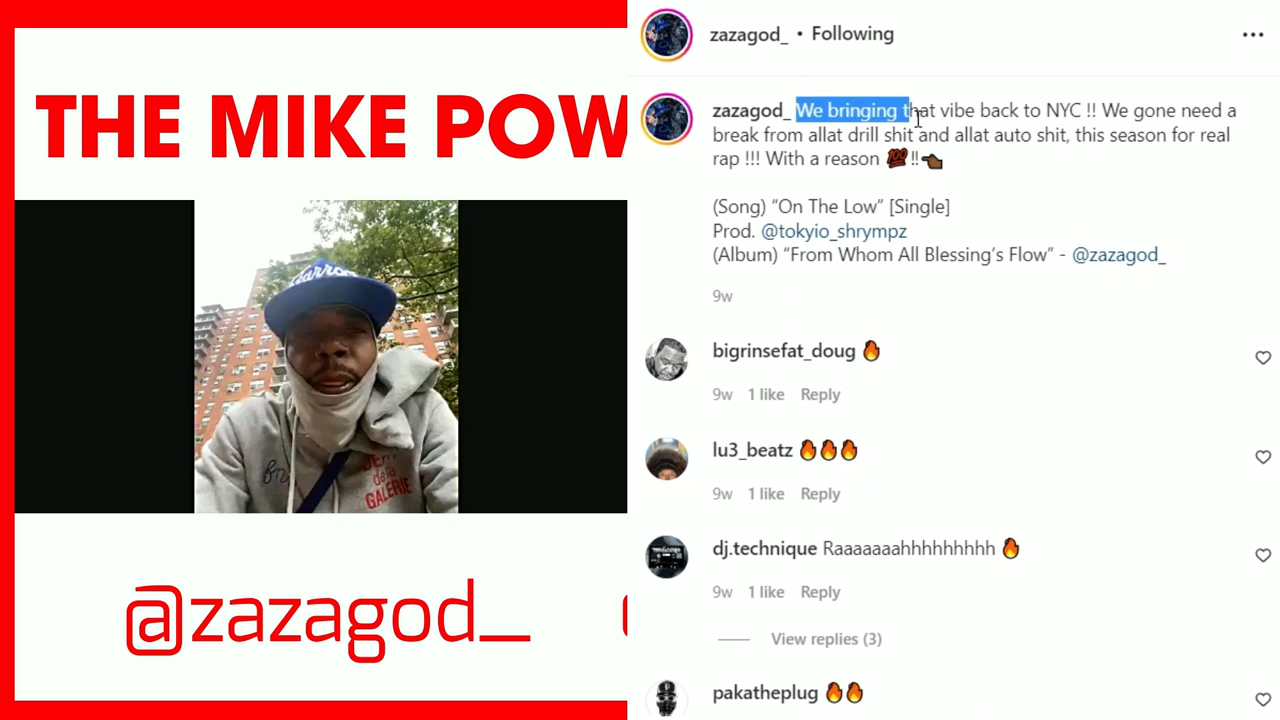 THE MIKE POW
@zazagod_
zazagod_ • Following
zazagod_ We bringing that vibe back to NYC !! We gone need a
break from allat drill shit and allat auto shit, this season for real
rap !!! With a reason 💯‼️👈🏾
(Song) “On The Low” [Single]
Prod. @tokyio_shrympz
(Album) “From Whom All Blessing’s Flow” - @zazagod_
9w
bigrinsefat_doug 🔥
9w 1 like Reply
lu3_beatz 🔥🔥🔥
9w 1 like Reply
dj.technique Raaaaaaahhhhhhhhh 🔥
9w 1 like Reply
View replies (3)
pakatheplug 🔥🔥
de la
GALERIE